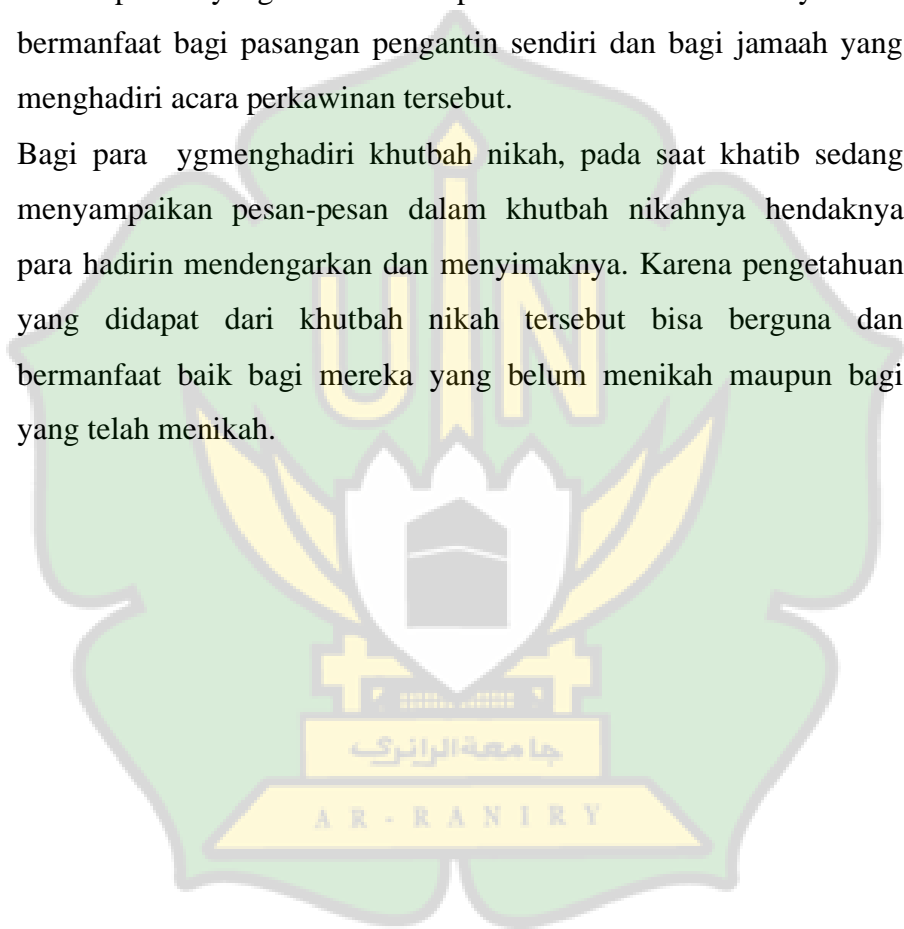 bermanfaat bagi pasangan pengantin sendiri dan bagi jamaah yang
menghadiri acara perkawinan tersebut.
Bagi para ygmenghadiri khutbah nikah, pada saat khatib sedang
menyampaikan pesan-pesan dalam khutbah nikahnya hendaknya
para hadirin mendengarkan dan menyimaknya. Karena pengetahuan
yang didapat dari khutbah nikah tersebut bisa berguna dan
bermanfaat baik bagi mereka yang belum menikah maupun bagi
yang telah menikah.
UIN
جامعةالرانري
AR-RANIRY